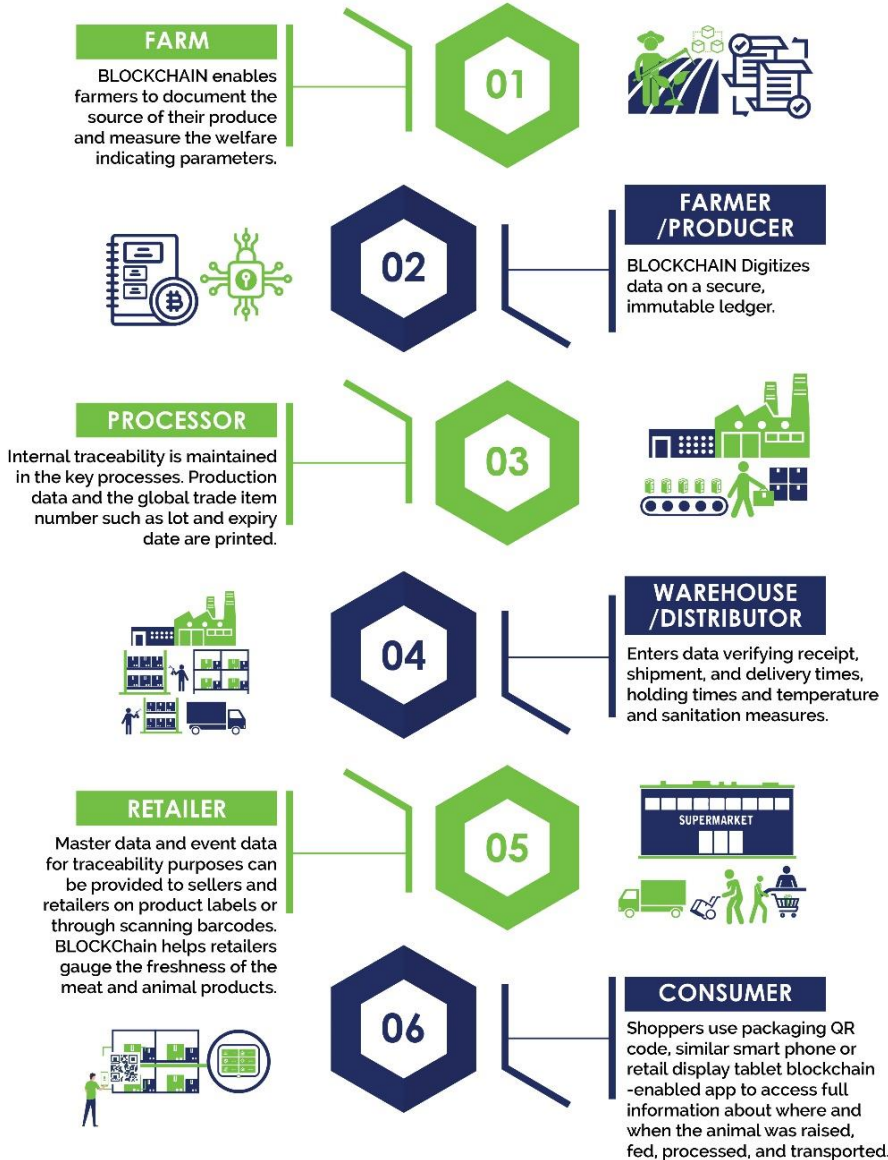 FARM
BLOCKCHAIN enables
farmers to document the
source of their produce
and measure the welfare
indicating parameters.
01
02
FARMER
/PRODUCER
BLOCKCHAIN Digitizes
data on a secure,
immutable ledger.
PROCESSOR
Internal traceability is maintained
in the key processes. Production
data and the global trade item
number such as lot and expiry
date are printed.
03
04
WAREHOUSE
/DISTRIBUTOR
Enters data verifying receipt,
shipment, and delivery times,
holding times and temperature
and sanitation measures.
RETAILER
Master data and event data
for traceability purposes can
be provided to sellers and
retailers on product labels or
through scanning barcodes.
BLOCKChain helps retailers
gauge the freshness of the
meat and animal products.
05
SUPERMARKET
06
CONSUMER
Shoppers use packaging QR
code, similar smart phone or
retail display tablet blockchain
-enabled app to access full
information about where and
when the animal was raised,
fed, processed, and transported.